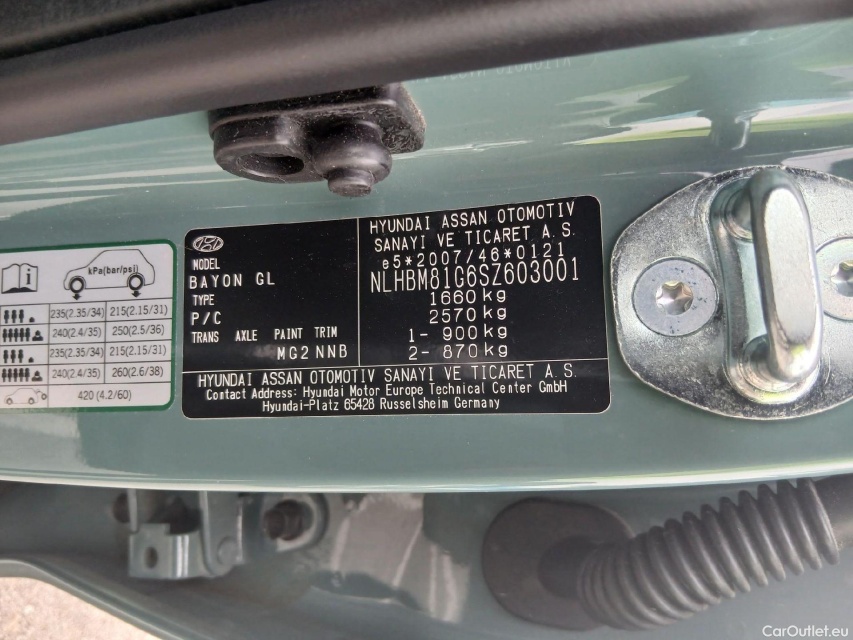 kPa(bar/psi)
235(2.35/34) 215(2.15/31)
240(2.4/35) 250(2.5/36)
235(2.35/34) 215(2.15/31)
240(2.4/35) 260(2.6/38)
420 (4.2/60)
MODEL
BAYON GL
TYPE
P/C
TRANS AXLE PAINT TRIM
MG2 NNB
HYUNDAI ASSAN OTOMOTIV
SANAYI VE TICARET A.S.
e5*2007/46*0121
NLHBM81G6SZ603001
1660kg
2570kg
1- 900kg
2- 870kg
HYUNDAI ASSAN OTOMOTIV SANAYI VE TICARET A.S.
Contact Address: Hyundai Motor Europe Technical Center GmbH
Hyundai-Platz 65428 Russelsheim Germany
CarOutlet.eu